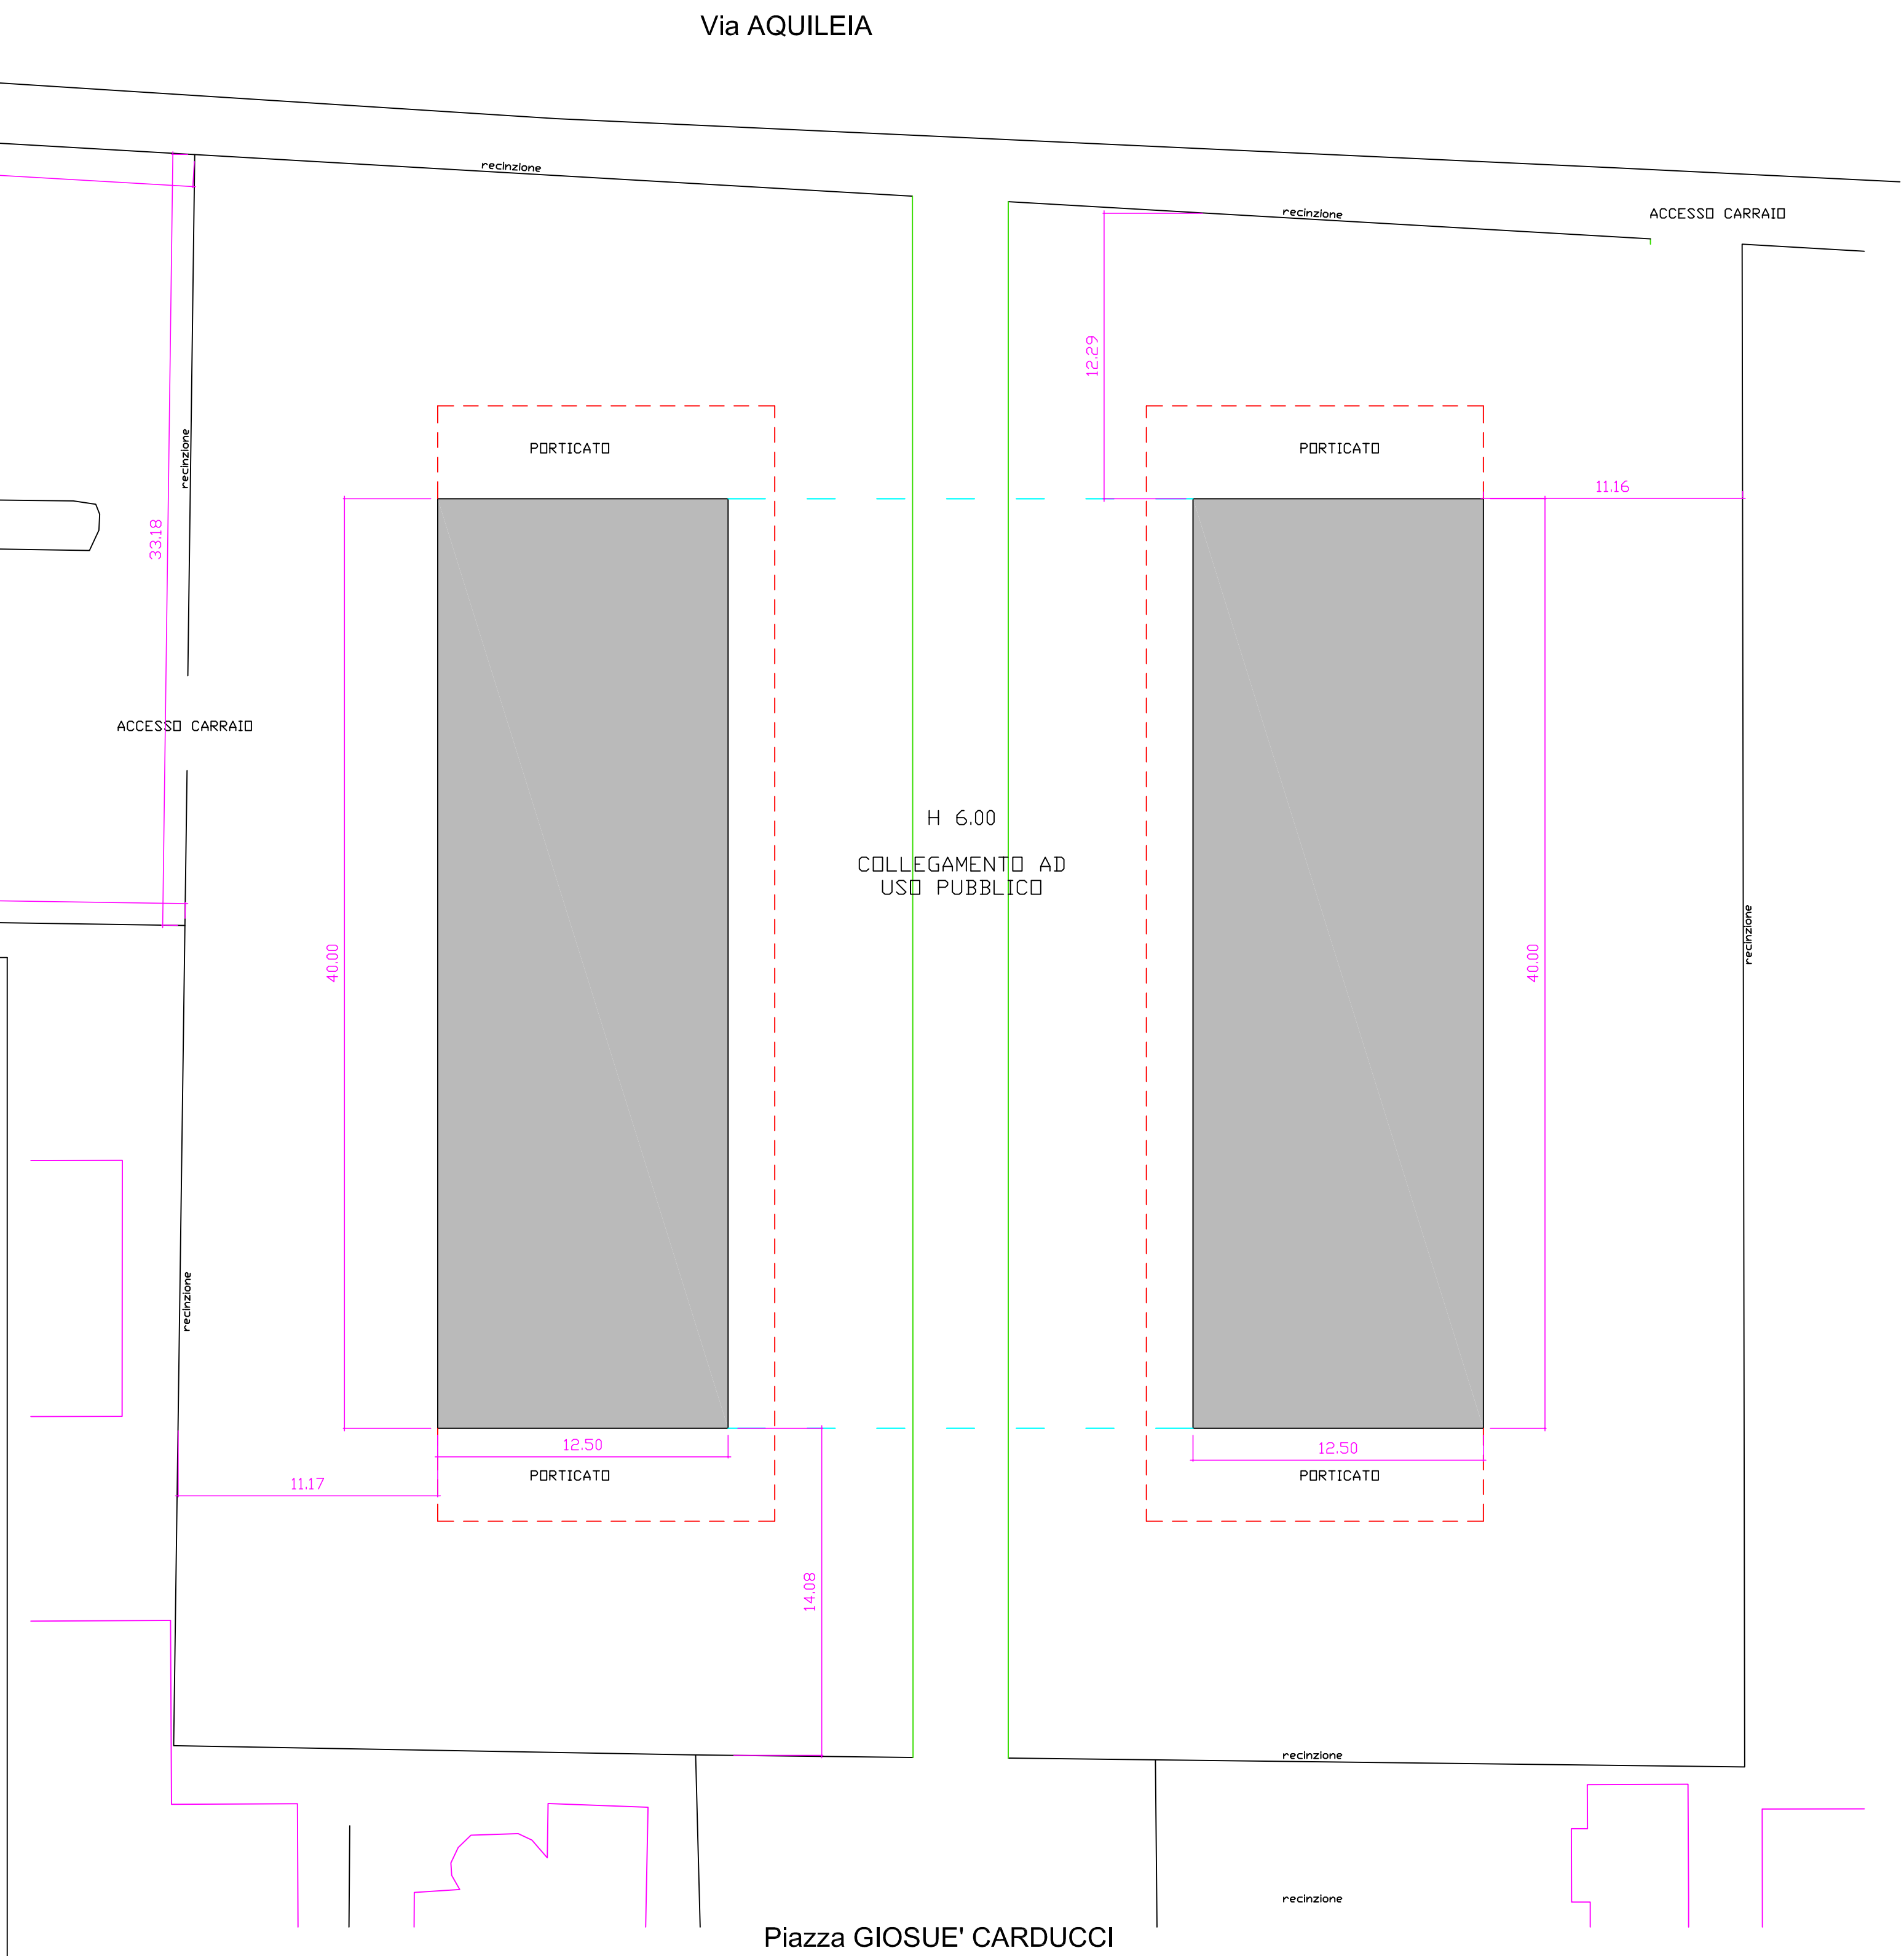 Via AQUILEIA
recinzione
recinzione
ACCESSO CARRAIO
12.29
PORTICATO
PORTICATO
recinzione
11.16
33.18
ACCESSO CARRAIO
H 6.00
COLLEGAMENTO AD
USO PUBBLICO
40.00
40.00
recinzione
recinzione
12.50
12.50
PORTICATO
PORTICATO
11.17
14.08
recinzione
recinzione
Piazza GIOSUE' CARDUCCI